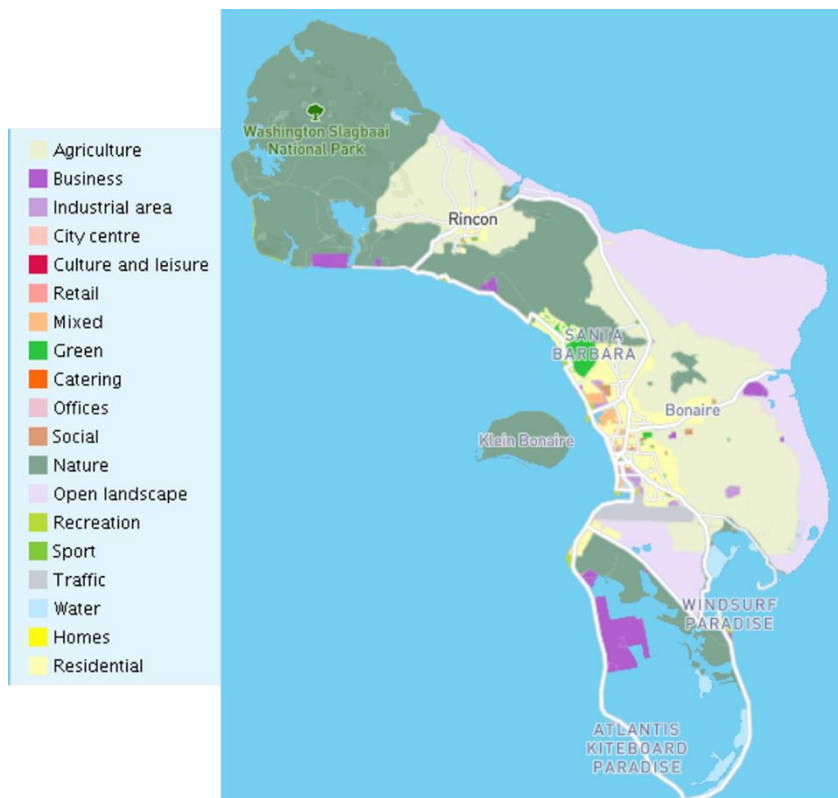 Agriculture
Business
Industrial area
City centre
Culture and leisure
Retail
Mixed
Green
Catering
Offices
Social
Nature
Open landscape
Recreation
Sport
Traffic
Water
Homes
Residential
Washington Slagbaai
National Park
Rincon
SANTA
BARBARA
Bonaire
Klein Bonaire
WINDSURF
PARADISE
ATLANTIS
KITEBOARD
PARADISE